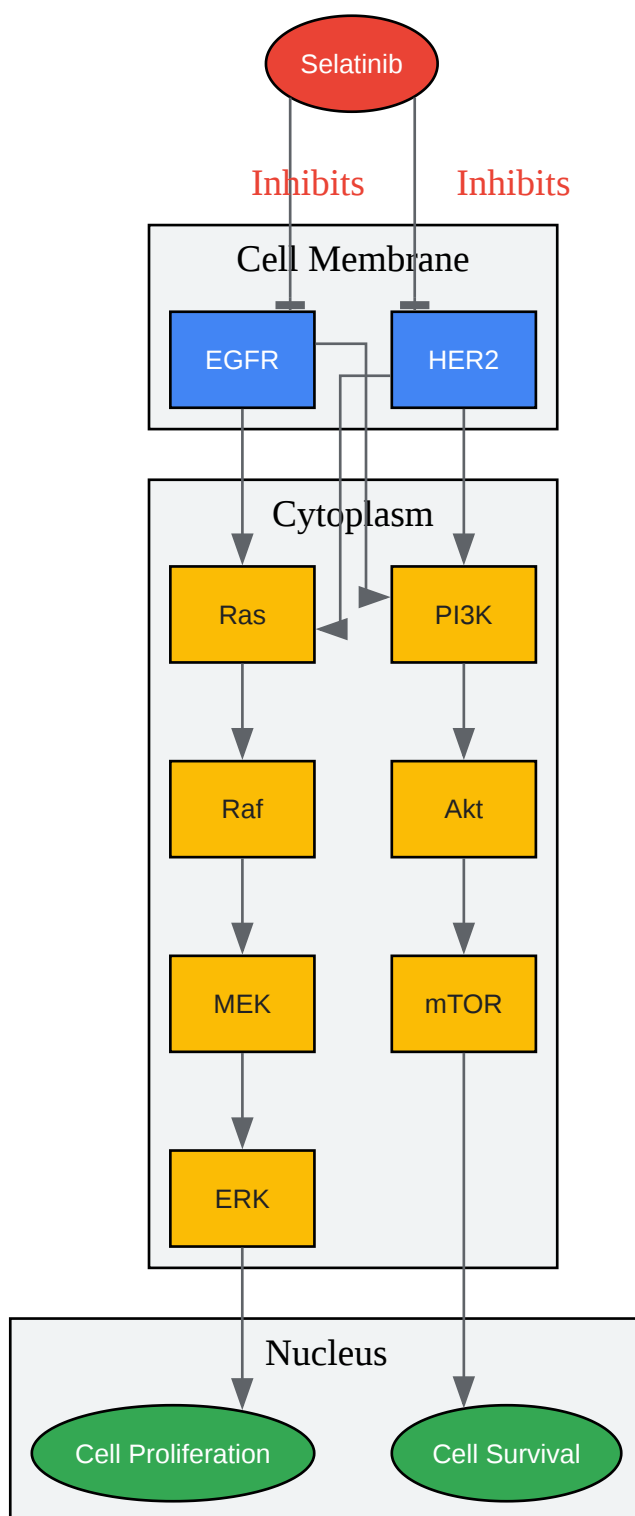 Selatinib
Inhibits
Inhibits
Cell Membrane
EGFR
HER2
Cytoplasm
Ras
PI3K
Raf
Akt
MEK
mTOR
ERK
Nucleus
Cell Proliferation
Cell Survival